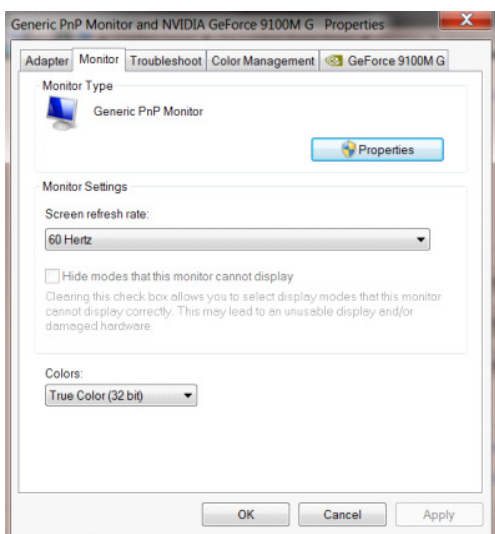 Generic PnP Monitor and NVIDIA GeForce 9100M G Properties
Adapter Monitor Troubleshoot Color Management GeForce 9100M G
Monitor Type
Generic PnP Monitor
Properties
Monitor Settings
Screen refresh rate:
60 Hertz
Hide modes that this monitor cannot display
Clearing this check box allows you to select display modes that this monitor
cannot display correctly. This may lead to an unusable display and/or
damaged hardware.
Colors:
True Color (32 bit)
OK Cancel Apply